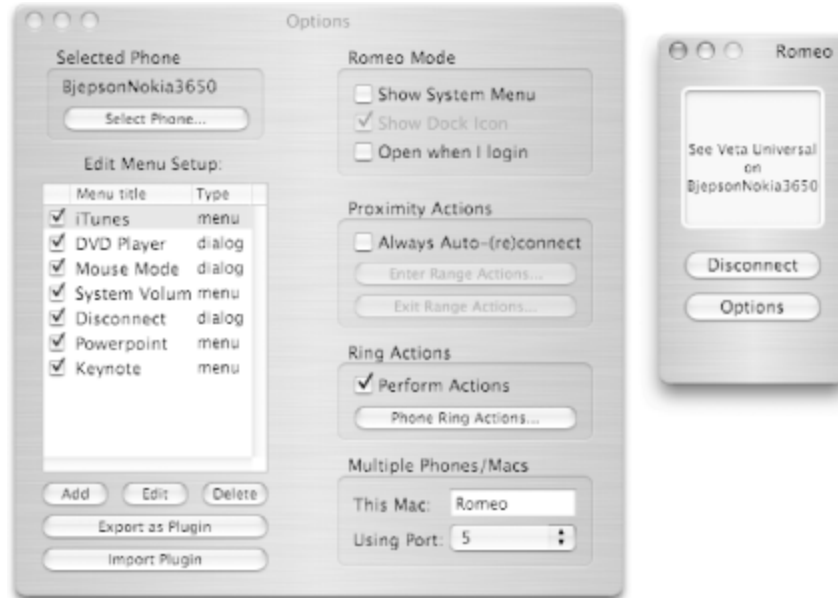 Options
Selected Phone
BjepsonNokia3650
Select Phone...
Edit Menu Setup:
Menu title Type
iTunes menu
DVD Player dialog
Mouse Mode dialog
System Volum menu
Disconnect dialog
Powerpoint menu
Keynote menu
Add Edit Delete
Export as Plugin
Import Plugin
Romeo Mode
Show System Menu
Show Dock Icon
Open when I login
Proximity Actions
Always Auto-(re)connect
Enter Range Actions...
Exit Range Actions...
Ring Actions
Perform Actions
Phone Ring Actions...
Multiple Phones/Macs
This Mac: Romeo
Using Port: 5
Romeo
See Veta Universal
on
BjepsonNokia3650
Disconnect
Options